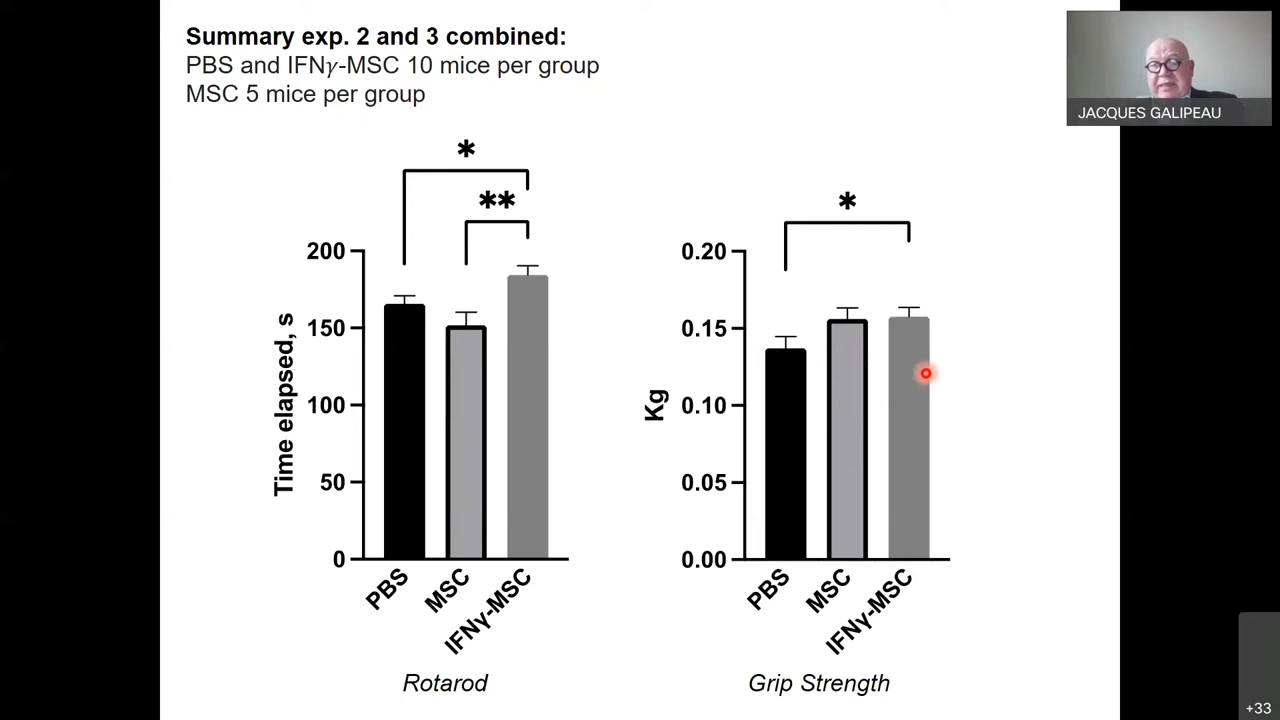 Summary exp. 2 and 3 combined:
PBS and IFNγ-MSC 10 mice per group
MSC 5 mice per group
JACQUES GALIPEAU
*
**
200
150
100
50
0
Time elapsed, s
PBS
MSC
IFNγ-MSC
Rotarod
*
0.20
0.15
0.10
0.05
0.00
Kg
PBS
MSC
IFNγ-MSC
Grip Strength
+33